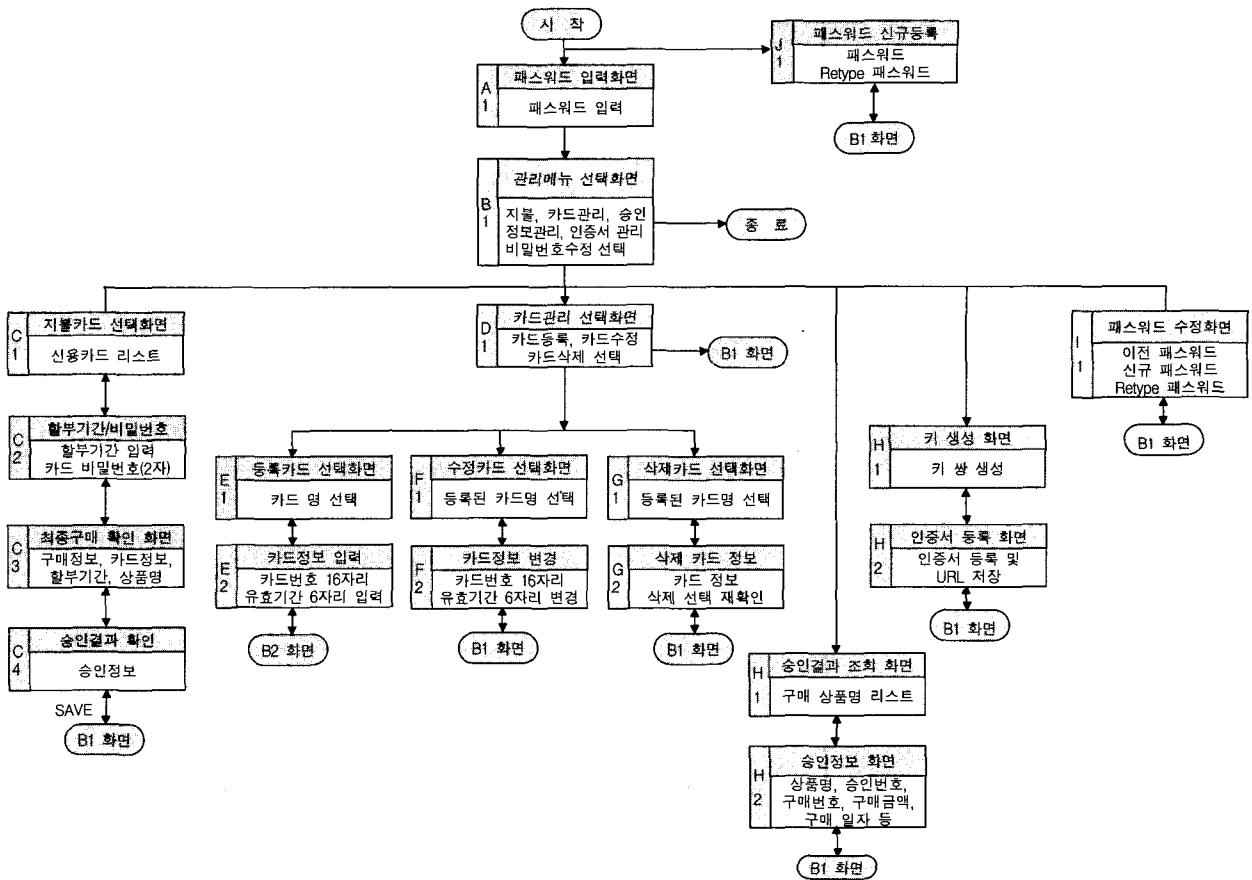 시 작
J
1
패스워드 신규등록
패스워드
Retype 패스워드
B1 화면
A
1
패스워드 입력화면
패스워드 입력
B
1
관리메뉴 선택화면
지불, 카드관리, 승인
정보관리, 인증서 관리
비밀번호수정 선택
종 료
C
1
지불카드 선택화면
신용카드 리스트
C
2
할부기간/비밀번호
할부기간 입력
카드 비밀번호(2자)
C
3
최종구매 확인 화면
구매정보, 카드정보,
할부기간, 상품명
C
4
승인결과 확인
승인정보
SAVE
B1 화면
D
1
카드관리 선택화면
카드등록, 카드수정
카드삭제 선택
B1 화면
E
1
등록카드 선택화면
카드 명 선택
E
2
카드정보 입력
카드번호 16자리
유효기간 6자리 입력
B2 화면
F
1
수정카드 선택화면
등록된 카드명 선택
F
2
카드정보 변경
카드번호 16자리
유효기간 6자리 변경
B1 화면
G
1
삭제카드 선택화면
등록된 카드명 선택
G
2
삭제 카드 정보
카드 정보
삭제 선택 재확인
B1 화면
H
1
승인결과 조회 화면
구매 상품명 리스트
H
2
승인정보 화면
상품명, 승인번호,
구매번호, 구매금액,
구매 일자 등
B1 화면
H
1
키 생성 화면
키 쌍 생성
H
2
인증서 등록 화면
인증서 등록 및
URL 저장
B1 화면
I
1
패스워드 수정화면
이전 패스워드
신규 패스워드
Retype 패스워드
B1 화면